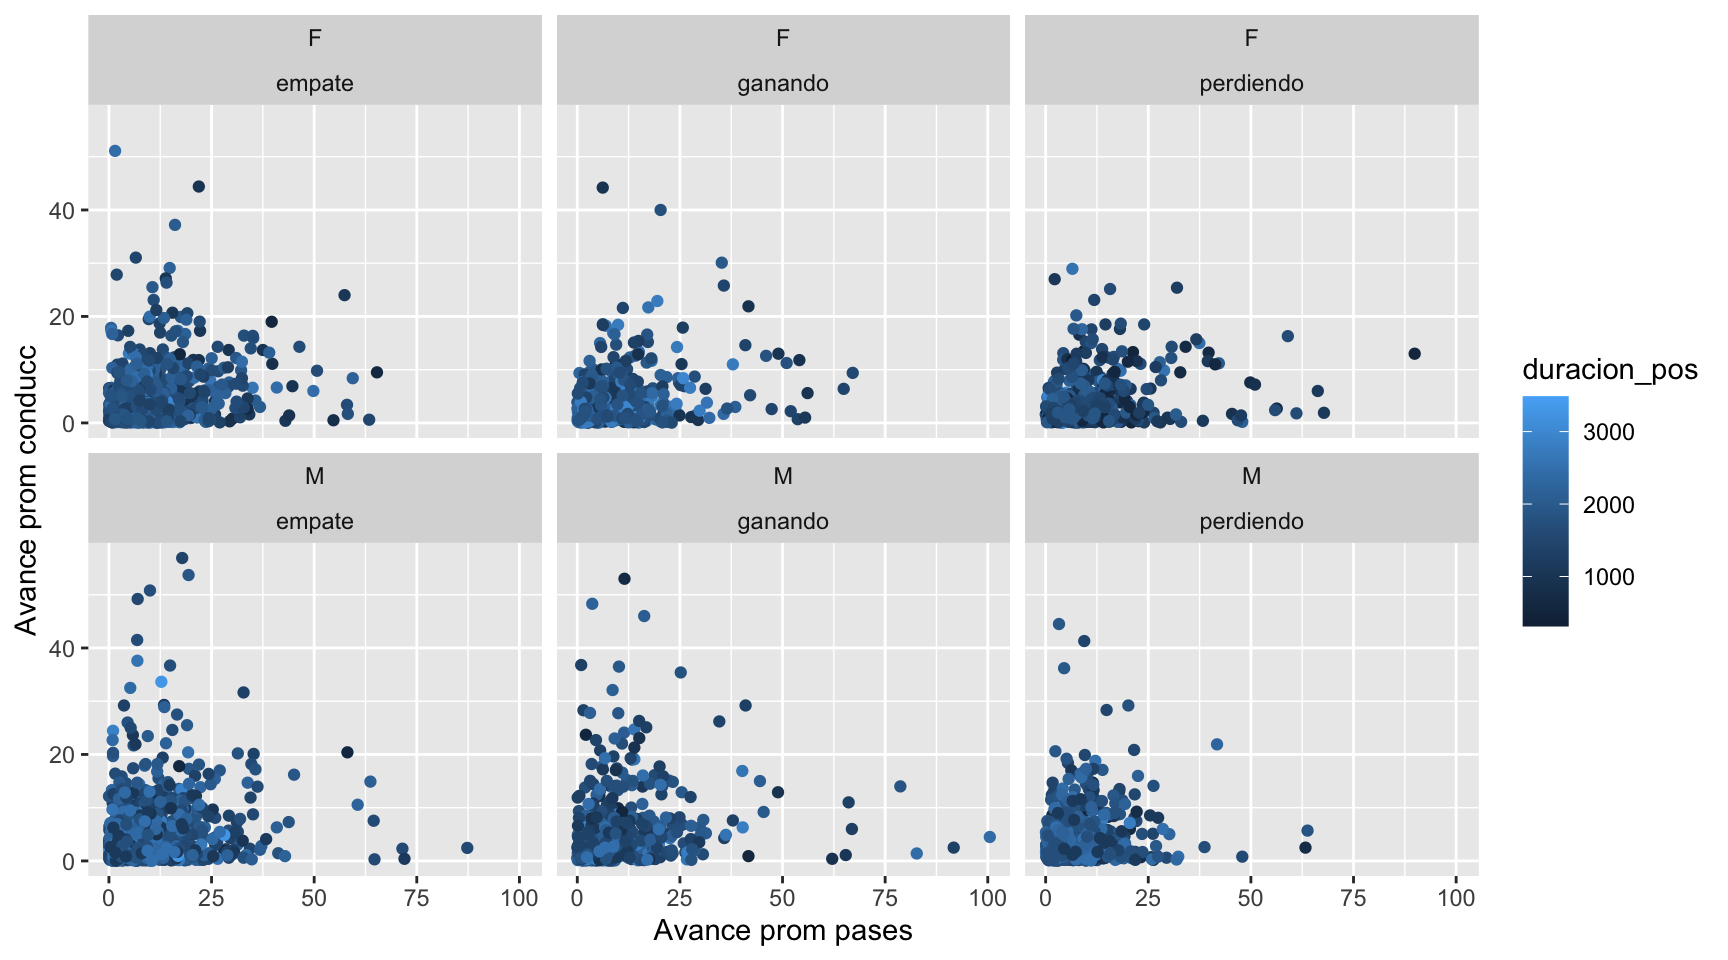 F
empate
F
ganando
F
perdiendo
40
20
0
M
empate
M
ganando
M
perdiendo
40
20
0
0 25 50 75 100
0 25 50 75 100
0 25 50 75 100
Avance prom pases
Avance prom conducc
duracion_pos
3000
2000
1000